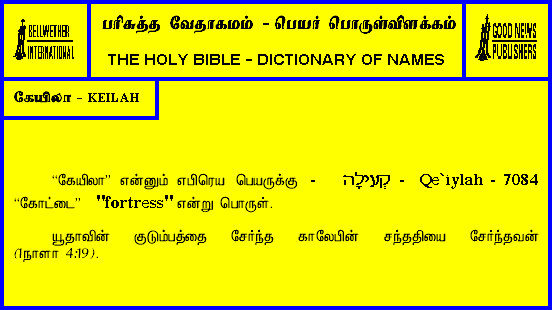 BELLWETHER
INTERNATIONAL
பரிசுத்த வேதாகமம் - பெயர் பொருள்விளக்கம்
THE HOLY BIBLE - DICTIONARY OF NAMES
GOOD NEWS
PUBLISHERS
கேயிலா - KEILAH
“கேயிலா” என்னும் எபிரெய பெயருக்கு - קְעִילָה - Qe`iylah - 7084
“கோட்டை” "fortress" என்று பொருள்.
யூதாவின் குடும்பத்தை சேர்ந்த காலேபின் சந்ததியை சேர்ந்தவன்
(1நாளா 4:19).